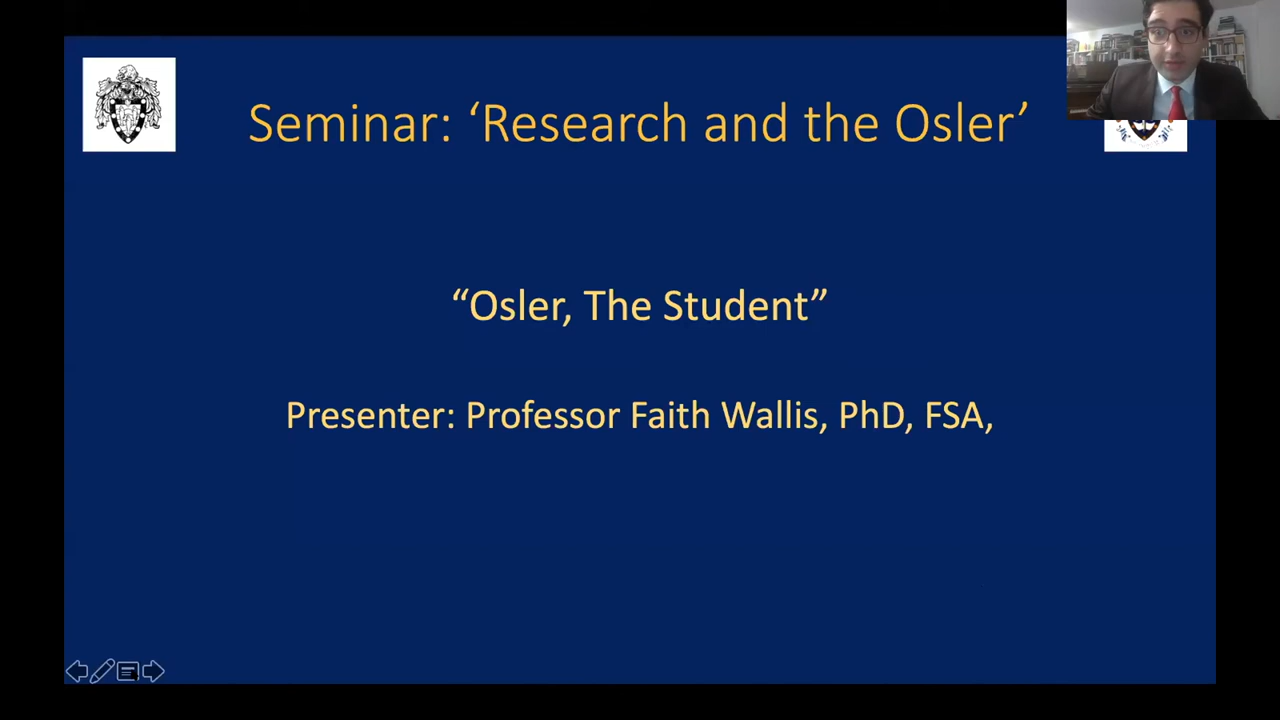 Seminar: ‘Research and the Osler’
“Osler, The Student”
Presenter: Professor Faith Wallis, PhD, FSA,